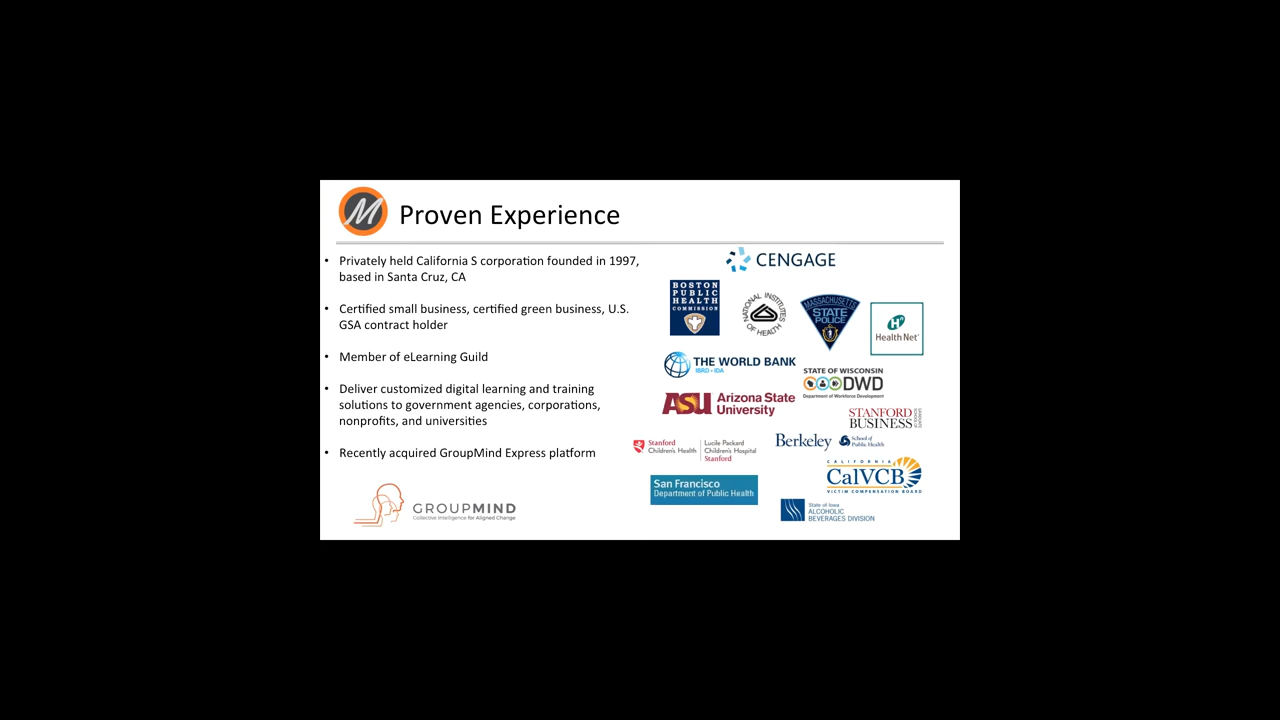 M
Proven Experience
• Privately held California S corporation founded in 1997,
based in Santa Cruz, CA
• Certified small business, certified green business, U.S.
GSA contract holder
• Member of eLearning Guild
• Deliver customized digital learning and training
solutions to government agencies, corporations,
nonprofits, and universities
• Recently acquired GroupMind Express platform
GROUPMIND
Collective Intelligence for Aligned Change
CENGAGE
BOSTON
PUBLIC
HEALTH
COMMISSION
NATIONAL INSTITUTES
OF HEALTH
MASSACHUSETTS
STATE
POLICE
H
Health Net
THE WORLD BANK
IBRD • IDA
STATE OF WISCONSIN
DWD
Department of Workforce Development
ASU Arizona State
University
STANFORD
BUSINESS
GRADUATE
SCHOOL OF
Stanford
Children's Health
Lucile Packard
Children's Hospital
Stanford
Berkeley
School of
Public Health
CALIFORNIA
CalVCB
VICTIM COMPENSATION BOARD
San Francisco
Department of Public Health
State of Iowa
ALCOHOLIC
BEVERAGES DIVISION